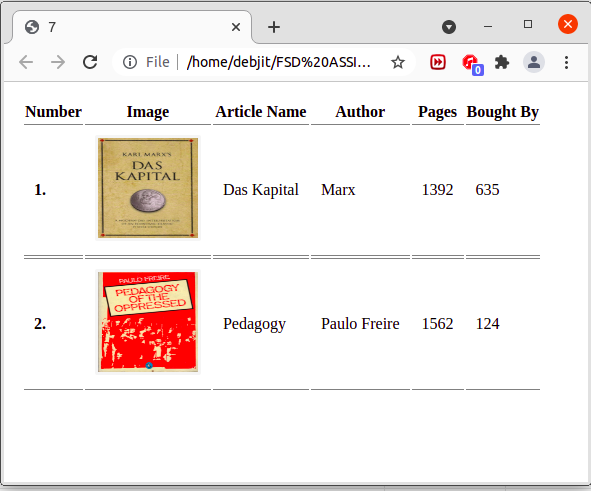 7
File /home/debjit/FSD%20ASSI...
0
Number Image Article Name Author Pages Bought By
KARL MARX'S
DAS
KAPITAL
1. Das Kapital Marx 1392 635
PAULO FREIRE
PEDAGOGY
OF THE
OPPRESSED
2. Pedagogy Paulo Freire 1562 124